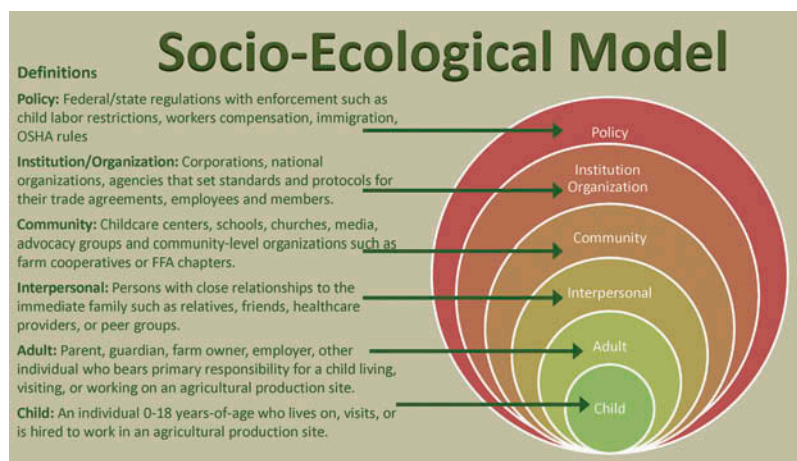 Socio-Ecological Model
Definitions
Policy: Federal/state regulations with enforcement such as
child labor restrictions, workers compensation, immigration,
OSHA rules
Institution/Organization: Corporations, national
organizations, agencies that set standards and protocols for
their trade agreements, employees and members.
Community: Childcare centers, schools, churches, media,
advocacy groups and community-level organizations such as
farm cooperatives or FFA chapters.
Interpersonal: Persons with close relationships to the
immediate family such as relatives, friends, healthcare
providers, or peer groups.
Adult: Parent, guardian, farm owner, employer, other
individual who bears primary responsibility for a child living,
visiting, or working on an agricultural production site.
Child: An individual 0-18 years-of-age who lives on, visits, or
is hired to work in an agricultural production site.
Policy
Institution
Organization
Community
Interpersonal
Adult
Child